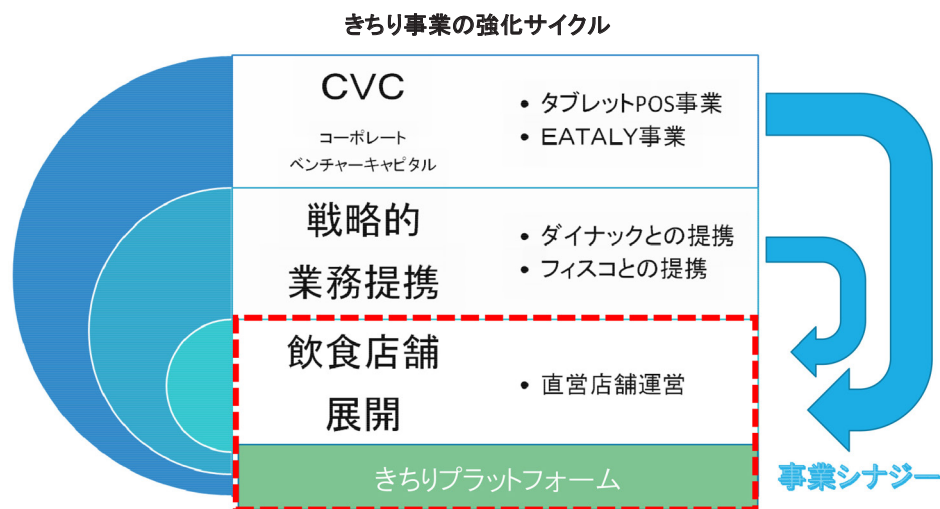 きちり事業の強化サイクル
CVC
コーポレート
ベンチャーキャピタル
• タブレットPOS事業
• EATALY事業
戦略的
業務提携
• ダイナックとの提携
• フィスコとの提携
飲食店舗
展開
• 直営店舗運営
きちりプラットフォーム
事業シナジー